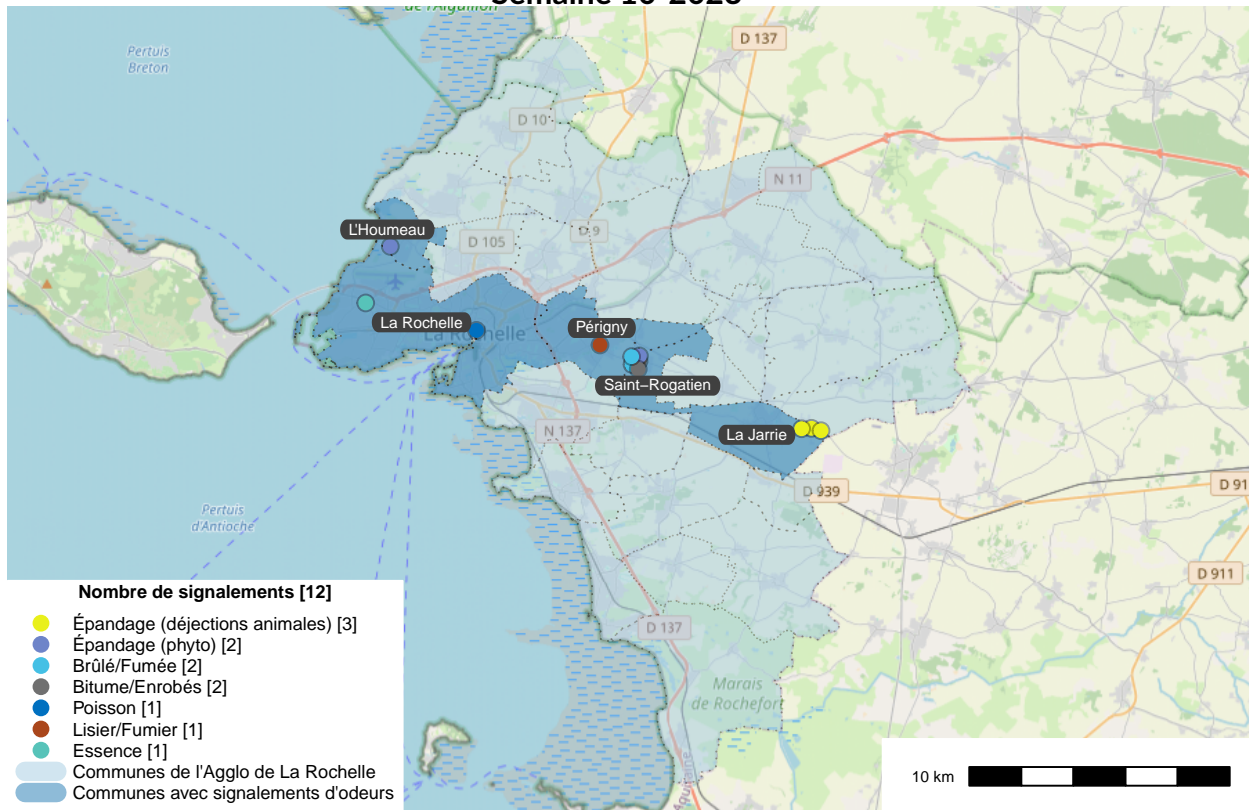 de l'Aiguillon
D 137
Pertuis
Breton
D 10
N 11
L'Houmeau
D 105
D 9
La Rochelle
La Rochelle
Périgny
Saint−Rogatien
N 137
La Jarrie
D 939
D 91
Pertuis
d'Antioche
D 911
D 137
Marais
de Rochefort
Nombre de signalements [12]
Épandage (déjections animales) [3]
Épandage (phyto) [2]
Brûlé/Fumée [2]
Bitume/Enrobés [2]
Poisson [1]
Lisier/Fumier [1]
Essence [1]
Communes de l'Agglo de La Rochelle
Communes avec signalements d'odeurs
10 km